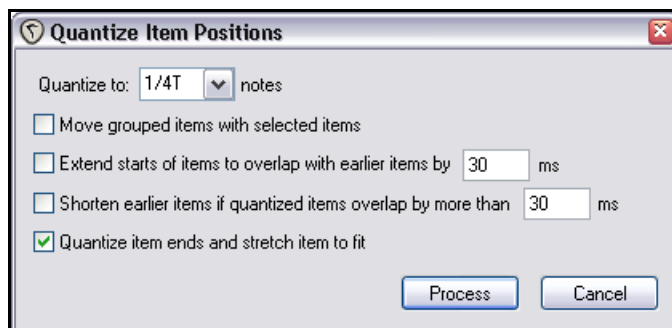 Quantize Item Positions
Quantize to: 1/4T notes
Move grouped items with selected items
Extend starts of items to overlap with earlier items by 30 ms
Shorten earlier items if quantized items overlap by more than 30 ms
Quantize item ends and stretch item to fit
Process Cancel